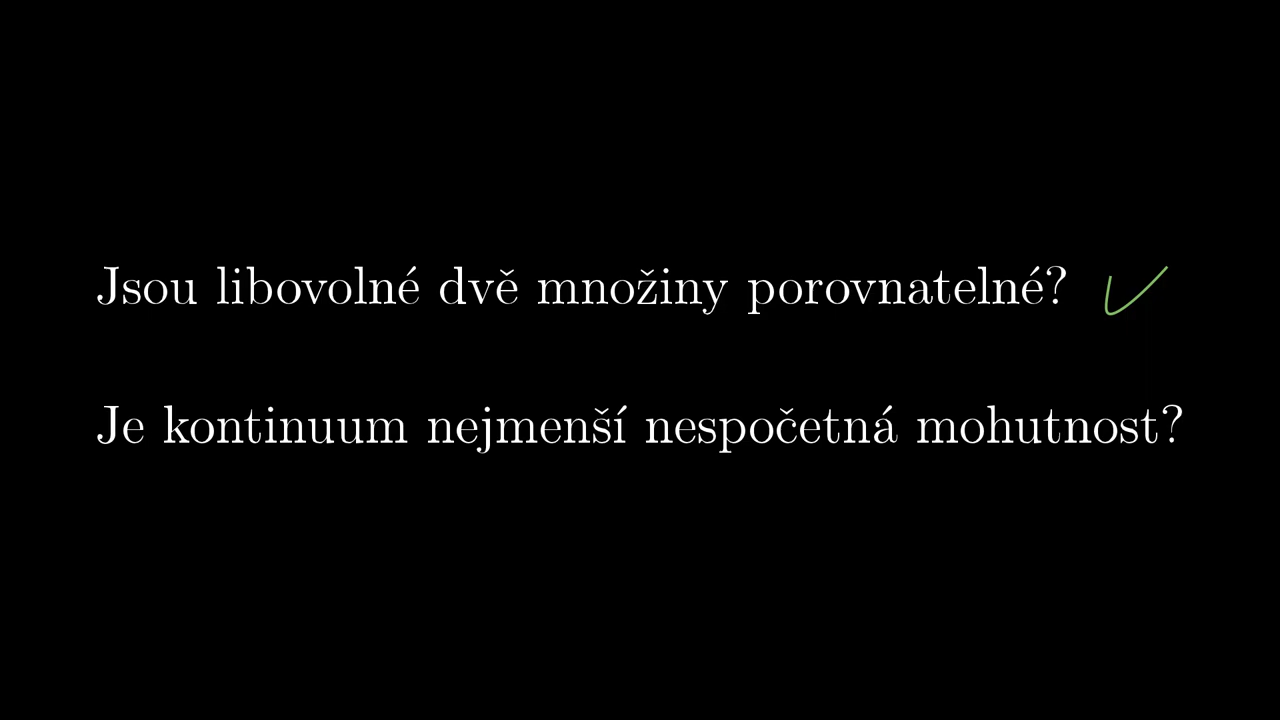 Jsou libovolné dvě množiny porovnatelné?
Je kontinuum nejmenší nespočetná mohutnost?